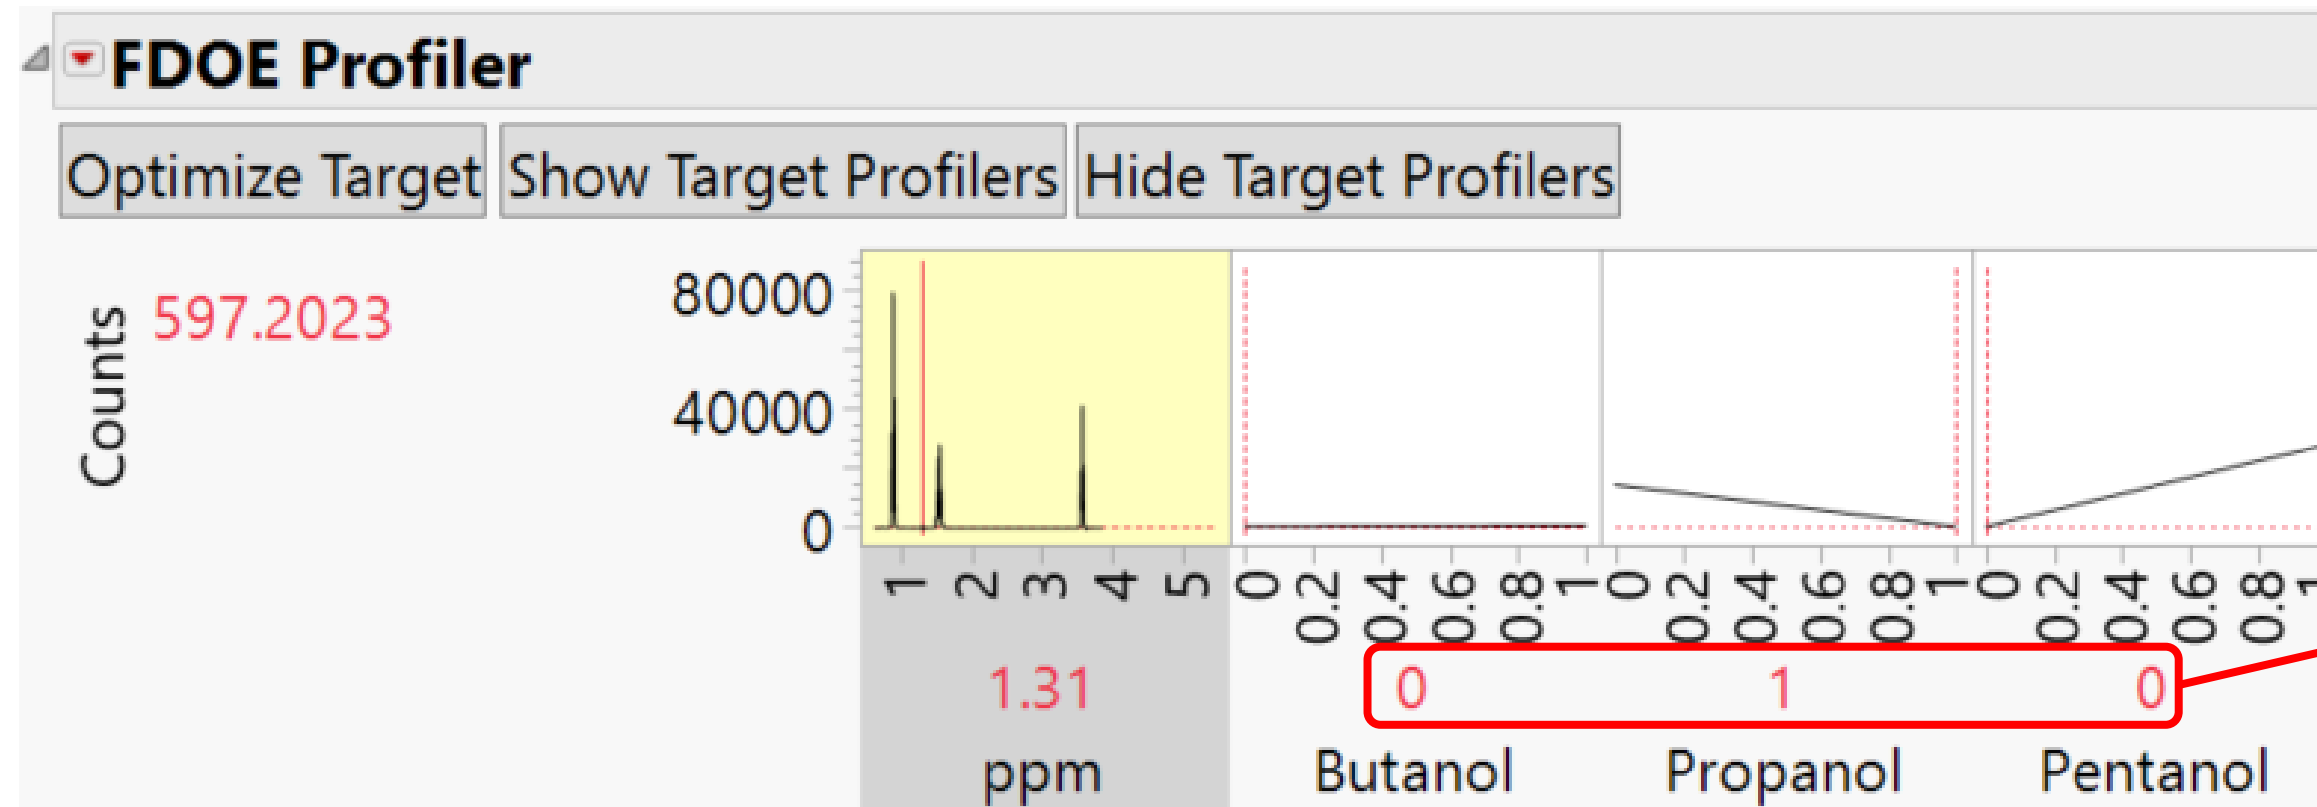 FDOE Profiler
Optimize Target Show Target Profilers Hide Target Profilers
Counts
597.2023
80000
40000
0
1 2 3 4 5 0 0.2 0.4 0.6 0.8 1 0 0.2 0.4 0.6 0.8 1 0 0.2 0.4 0.6 0.8 1
1.31 0 1 0
ppm Butanol Propanol Pentanol